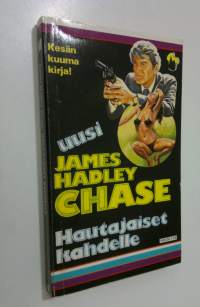 Kesän
kuuma
kirja!
uusi
JAMES
HADLEY
CHASE
Hautajaiset
kahdelle